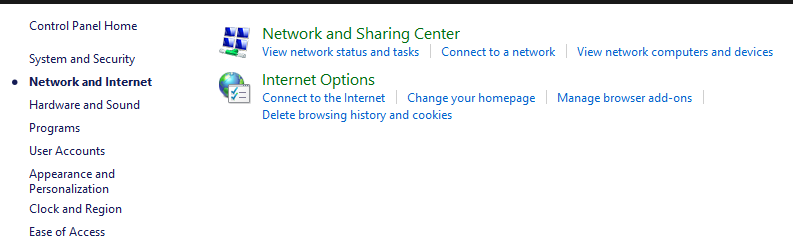 Control Panel Home
System and Security
Network and Internet
Hardware and Sound
Programs
User Accounts
Appearance and
Personalization
Clock and Region
Ease of Access
Network and Sharing Center
View network status and tasks Connect to a network View network computers and devices
Internet Options
Connect to the Internet Change your homepage Manage browser add-ons
Delete browsing history and cookies